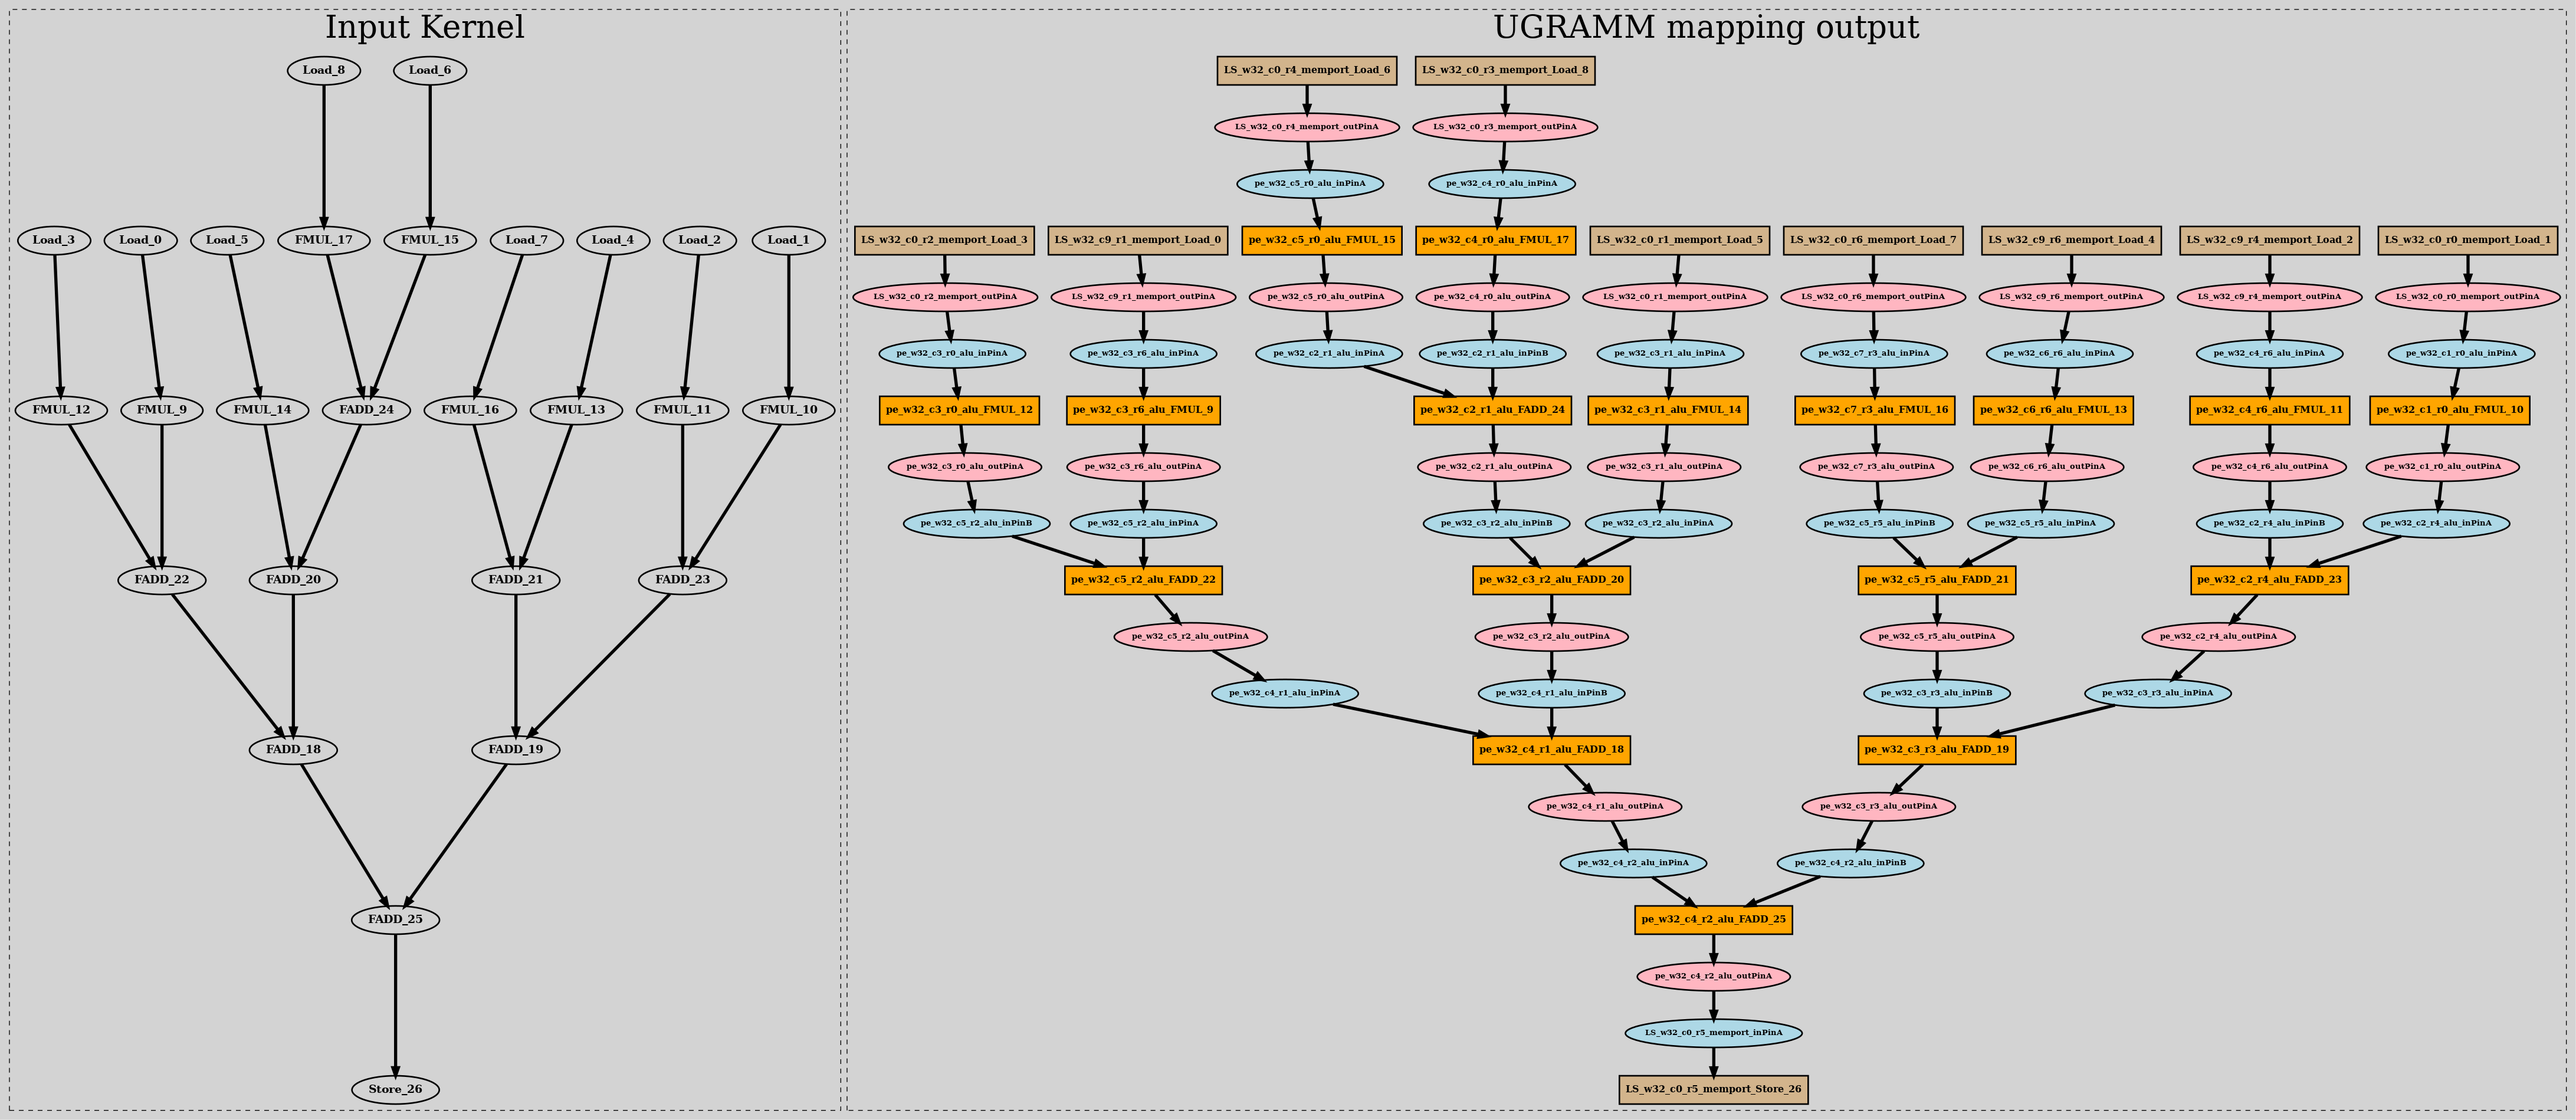 Input Kernel
Load_8
Load_6
Load_3
Load_0
Load_5
FMUL_17
FMUL_15
Load_7
Load_4
Load_2
Load_1
FMUL_12
FMUL_9
FMUL_14
FADD_24
FMUL_16
FMUL_13
FMUL_11
FMUL_10
FADD_22
FADD_20
FADD_21
FADD_23
FADD_18
FADD_19
FADD_25
Store_26
UGRAMM mapping output
LS_w32_c0_r4_memport_Load_6
LS_w32_c0_r3_memport_Load_8
LS_w32_c0_r4_memport_outPinA
LS_w32_c0_r3_memport_outPinA
pe_w32_c5_r0_alu_inPinA
pe_w32_c4_r0_alu_inPinA
LS_w32_c0_r2_memport_Load_3
LS_w32_c9_r1_memport_Load_0
pe_w32_c5_r0_alu_FMUL_15
pe_w32_c4_r0_alu_FMUL_17
LS_w32_c0_r1_memport_Load_5
LS_w32_c0_r6_memport_Load_7
LS_w32_c9_r6_memport_Load_4
LS_w32_c9_r4_memport_Load_2
LS_w32_c0_r0_memport_Load_1
LS_w32_c0_r2_memport_outPinA
LS_w32_c9_r1_memport_outPinA
pe_w32_c5_r0_alu_outPinA
pe_w32_c4_r0_alu_outPinA
LS_w32_c0_r1_memport_outPinA
LS_w32_c0_r6_memport_outPinA
LS_w32_c9_r6_memport_outPinA
LS_w32_c9_r4_memport_outPinA
LS_w32_c0_r0_memport_outPinA
pe_w32_c3_r0_alu_inPinA
pe_w32_c3_r6_alu_inPinA
pe_w32_c2_r1_alu_inPinA
pe_w32_c2_r1_alu_inPinB
pe_w32_c3_r1_alu_inPinA
pe_w32_c7_r3_alu_inPinA
pe_w32_c6_r6_alu_inPinA
pe_w32_c4_r6_alu_inPinA
pe_w32_c1_r0_alu_inPinA
pe_w32_c3_r0_alu_FMUL_12
pe_w32_c3_r6_alu_FMUL_9
pe_w32_c2_r1_alu_FADD_24
pe_w32_c3_r1_alu_FMUL_14
pe_w32_c7_r3_alu_FMUL_16
pe_w32_c6_r6_alu_FMUL_13
pe_w32_c4_r6_alu_FMUL_11
pe_w32_c1_r0_alu_FMUL_10
pe_w32_c3_r0_alu_outPinA
pe_w32_c3_r6_alu_outPinA
pe_w32_c2_r1_alu_outPinA
pe_w32_c3_r1_alu_outPinA
pe_w32_c7_r3_alu_outPinA
pe_w32_c6_r6_alu_outPinA
pe_w32_c4_r6_alu_outPinA
pe_w32_c1_r0_alu_outPinA
pe_w32_c5_r2_alu_inPinB
pe_w32_c5_r2_alu_inPinA
pe_w32_c3_r2_alu_inPinB
pe_w32_c3_r2_alu_inPinA
pe_w32_c5_r5_alu_inPinB
pe_w32_c5_r5_alu_inPinA
pe_w32_c2_r4_alu_inPinB
pe_w32_c2_r4_alu_inPinA
pe_w32_c5_r2_alu_FADD_22
pe_w32_c3_r2_alu_FADD_20
pe_w32_c5_r5_alu_FADD_21
pe_w32_c2_r4_alu_FADD_23
pe_w32_c5_r2_alu_outPinA
pe_w32_c3_r2_alu_outPinA
pe_w32_c5_r5_alu_outPinA
pe_w32_c2_r4_alu_outPinA
pe_w32_c4_r1_alu_inPinA
pe_w32_c4_r1_alu_inPinB
pe_w32_c3_r3_alu_inPinB
pe_w32_c3_r3_alu_inPinA
pe_w32_c4_r1_alu_FADD_18
pe_w32_c3_r3_alu_FADD_19
pe_w32_c4_r1_alu_outPinA
pe_w32_c3_r3_alu_outPinA
pe_w32_c4_r2_alu_inPinA
pe_w32_c4_r2_alu_inPinB
pe_w32_c4_r2_alu_FADD_25
pe_w32_c4_r2_alu_outPinA
LS_w32_c0_r5_memport_inPinA
LS_w32_c0_r5_memport_Store_26